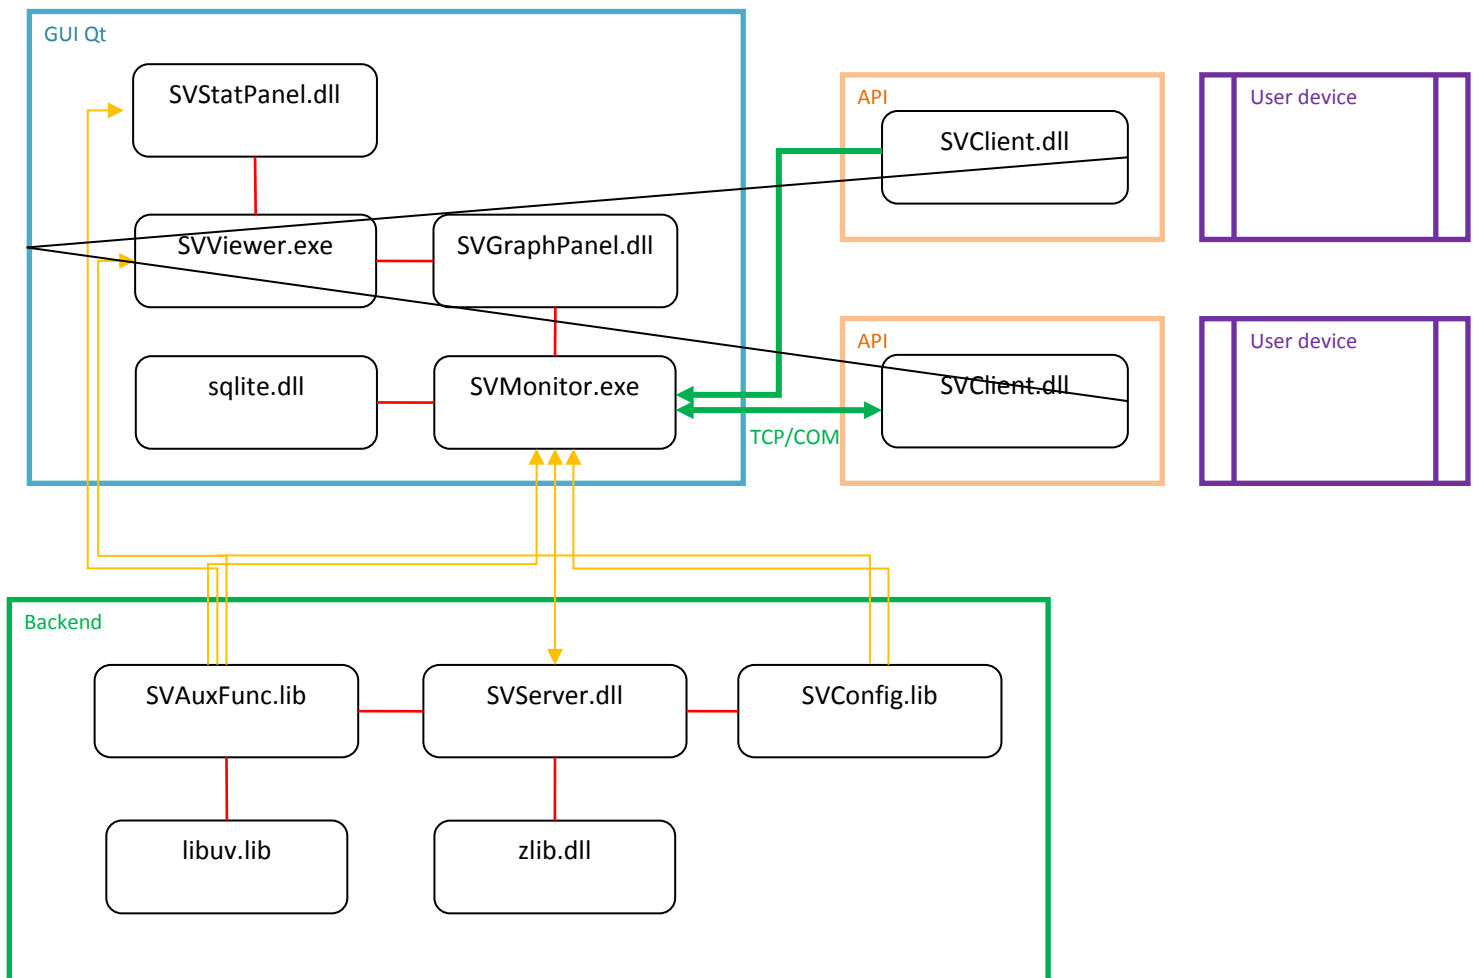 GUI Qt
SVStatPanel.dll
API
SVClient.dll
User device
SVViewer.exe
SVGraphPanel.dll
API
SVClient.dll
User device
sqlite.dll
SVMonitor.exe
TCP/COM
Backend
SVAuxFunc.lib
SVServer.dll
SVConfig.lib
libuv.lib
zlib.dll